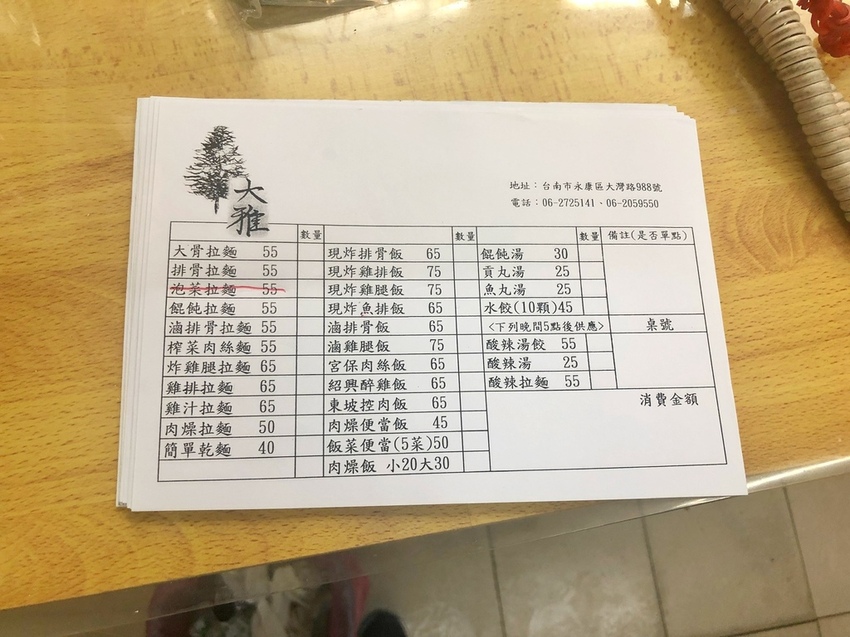 大雅
地址：台南市永康區大灣路988號
電話：06-2725141、06-2059550
數量 數量 數量 備註(是否單點)
大骨拉麵 55
排骨拉麵 55
泡菜拉麵 55
餛飩拉麵 55
滷排骨拉麵 55
榨菜肉絲麵 55
炸雞腿拉麵 65
雞排拉麵 65
雞汁拉麵 65
肉燥拉麵 50
簡單乾麵 40
現炸排骨飯 65
現炸雞排飯 75
現炸雞腿飯 75
現炸魚排飯 65
滷排骨飯 65
滷雞腿飯 75
宮保肉絲飯 65
紹興醉雞飯 65
東坡控肉飯 65
肉燥便當飯 45
飯菜便當(5菜)50
肉燥飯 小20大30
餛飩湯 30
貢丸湯 25
魚丸湯 25
水餃(10顆)45
<下列晚間5點後供應>
酸辣湯餃 55
酸辣湯 25
酸辣拉麵 55
桌號
消費金額